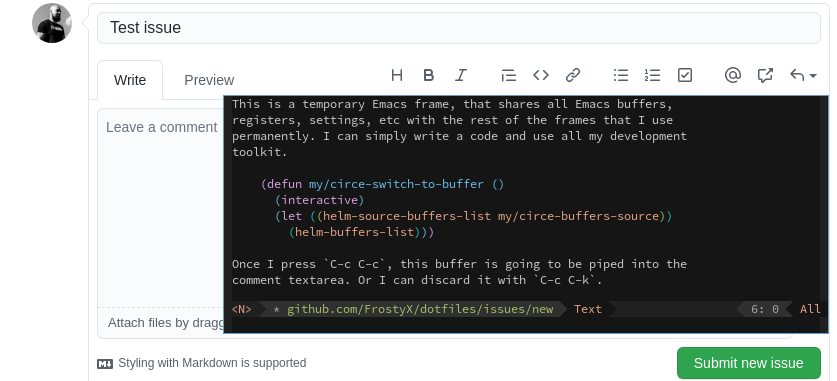 Test issue
Write Preview
H B I
Leave a comment
This is a temporary Emacs frame, that shares all Emacs buffers,
registers, settings, etc with the rest of the frames that I use
permanently. I can simply write a code and use all my development
toolkit.
(defun my/circe-switch-to-buffer ()
(interactive)
(let ((helm-source-buffers-list my/circe-buffers-source))
(helm-buffers-list)))
Once I press `C-c C-c`, this buffer is going to be piped into the
comment textarea. Or I can discard it with `C-c C-k`.
<N> * github.com/FrostyX/dotfiles/issues/new Text 6: 0 All
Attach files by dragg
Styling with Markdown is supported
Submit new issue